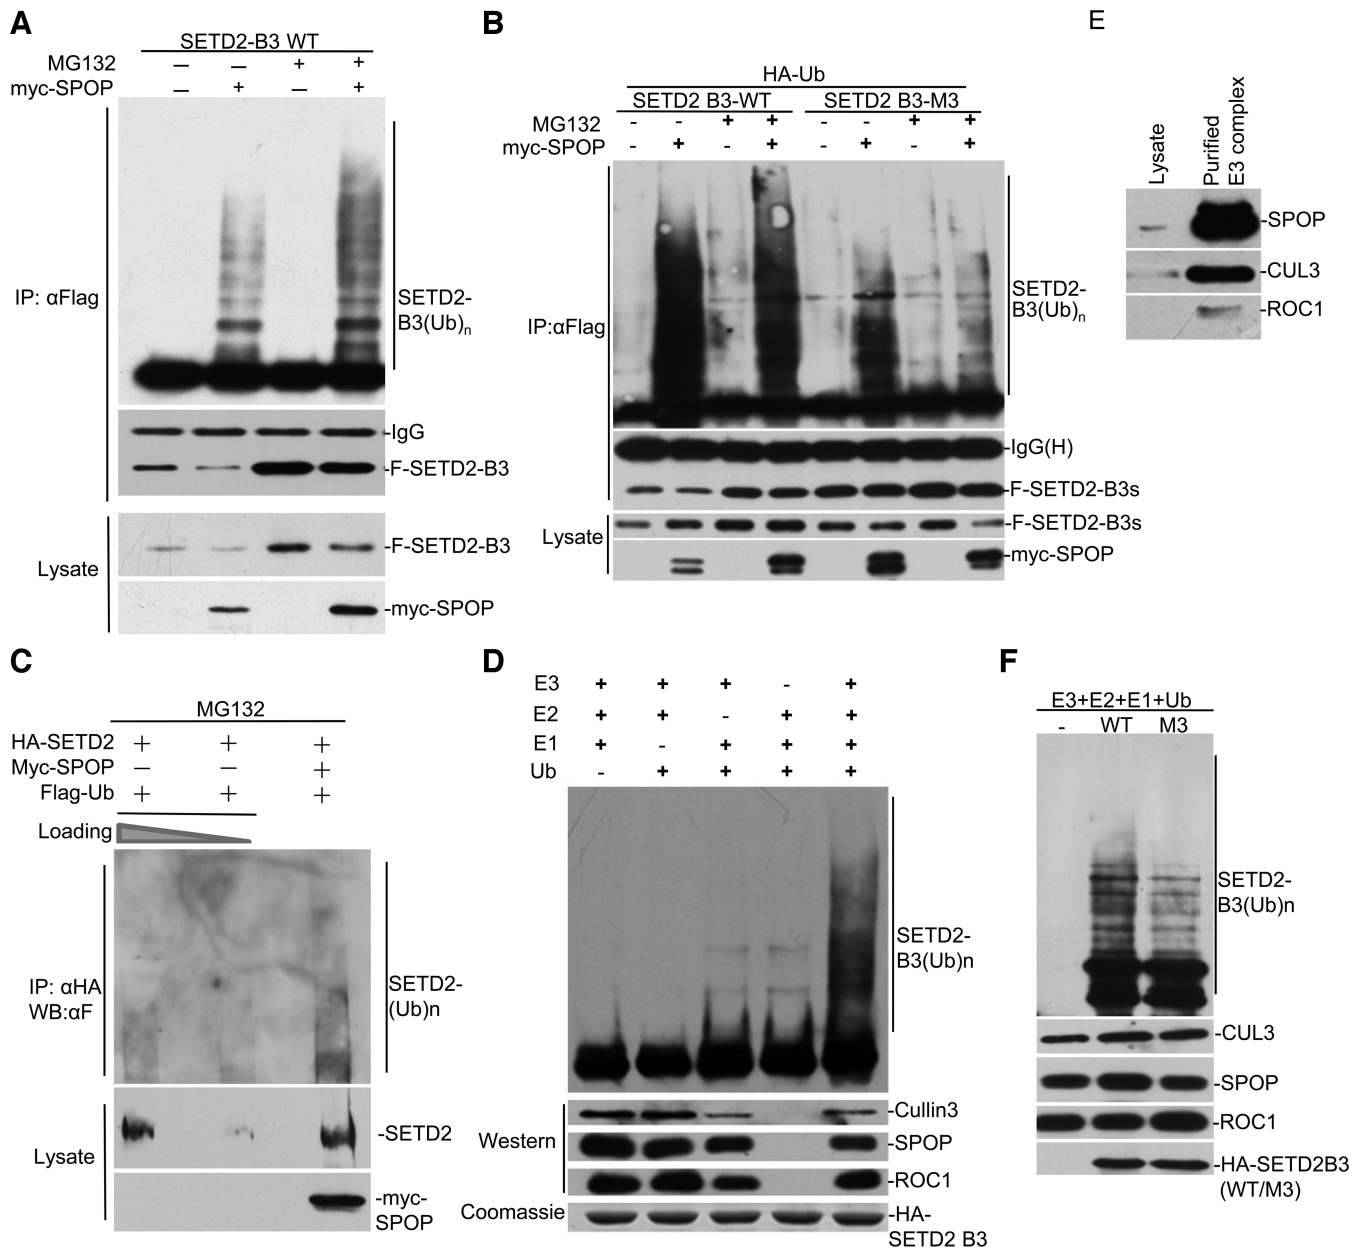 A
SETD2-B3 WT
MG132 — — + +
myc-SPOP — + — +
IP: αFlag
SETD2-
B3(Ub)n
-IgG
-F-SETD2-B3
Lysate
-F-SETD2-B3
-myc-SPOP
B
HA-Ub
SETD2 B3-WT SETD2 B3-M3
MG132 - - + + - - + +
myc-SPOP - + - + - + - +
IP:αFlag
SETD2-
B3(Ub)n
-IgG(H)
-F-SETD2-B3s
Lysate
-F-SETD2-B3s
-myc-SPOP
E
Lysate
Purified
E3 complex
-SPOP
-CUL3
-ROC1
C
MG132
HA-SETD2 + + +
Myc-SPOP — — +
Flag-Ub + + +
Loading
IP: αHA
WB:αF
SETD2-
(Ub)n
Lysate
-SETD2
-myc-
SPOP
D
E3 + + + - +
E2 + + - + +
E1 + - + + +
Ub - + + + +
SETD2-
B3(Ub)n
Western
-Cullin3
-SPOP
-ROC1
Coomassie
-HA-
SETD2 B3
F
E3+E2+E1+Ub
- WT M3
SETD2-
B3(Ub)n
-CUL3
-SPOP
-ROC1
-HA-SETD2B3
(WT/M3)